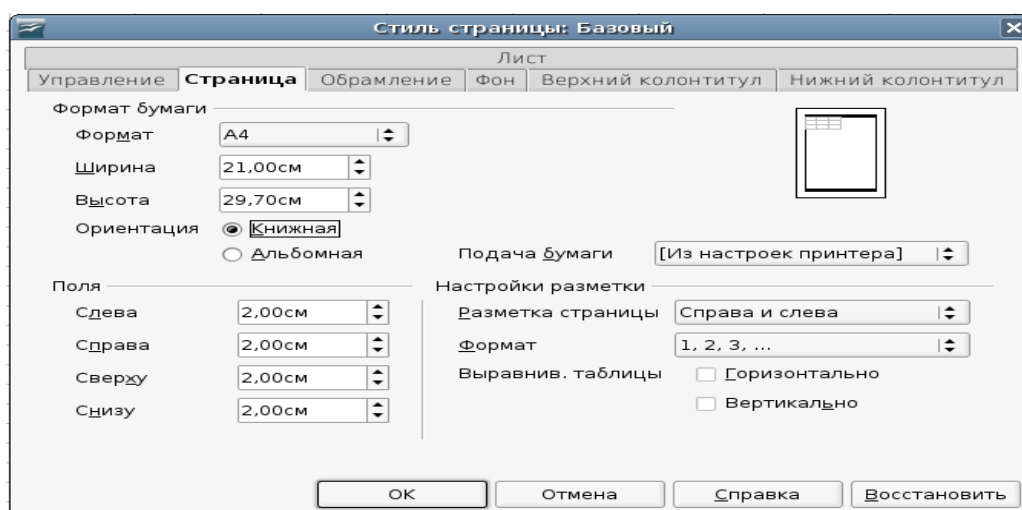 Стиль страницы: Базовый
Лист
Управление Страница Обрамление Фон Верхний колонтитул Нижний колонтитул
Формат бумаги
Формат A4
Ширина 21,00см
Высота 29,70см
Ориентация Книжная
Альбомная Подача бумаги [Из настроек принтера]
Поля Настройки разметки
Слева 2,00см Разметка страницы Справа и слева
Справа 2,00см Формат 1, 2, 3, ...
Сверху 2,00см Выравнив. таблицы Горизонтально
Вертикально
Снизу 2,00см
OK Отмена Справка Восстановить